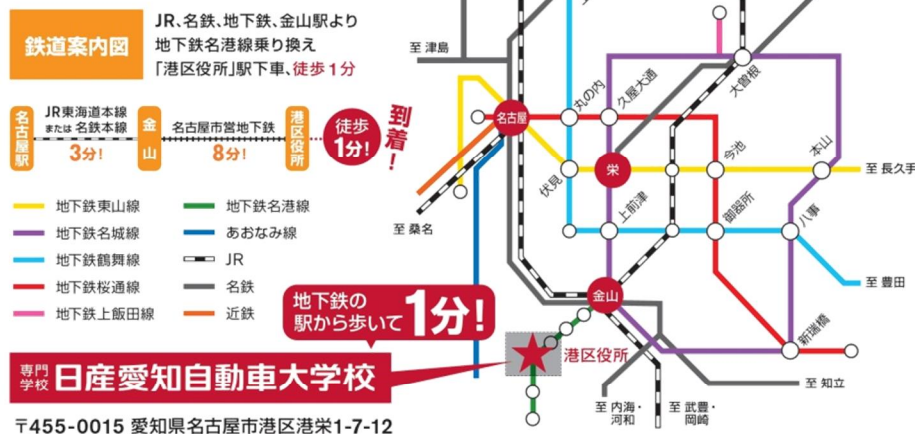 鉄道案内図
JR、名鉄、地下鉄、金山駅より
地下鉄名港線乗り換え
「港区役所」駅下車、徒歩1分
名古屋駅
JR東海道本線
または 名鉄本線
3分!
金山
名古屋市営地下鉄
8分!
港区役所
徒歩
1分!
到着!
地下鉄東山線
地下鉄名城線
地下鉄鶴舞線
地下鉄桜通線
地下鉄上飯田線
地下鉄名港線
あおなみ線
JR
名鉄
近鉄
至 津島
名古屋
丸の内
久屋大通
大曽根
伏見
栄
今池
本山
至 長久手
上前津
御器所
八事
至 桑名
至 豊田
金山
新瑞橋
港区役所
至 知立
至 内海・
河和
至 武豊・
岡崎
地下鉄の
駅から歩いて1分!
専門
学校
日産愛知自動車大学校
〒455-0015 愛知県名古屋市港区港栄1-7-12